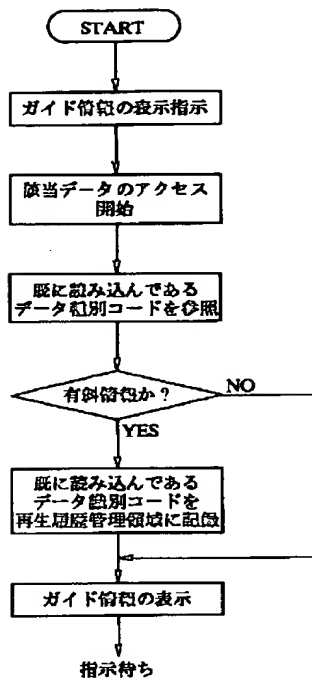 START
ガイド情報の表示指示
該当データのアクセス
開始
既に読み込んである
データ種別コードを参照
有料情報か?
NO
YES
既に読み込んである
データ識別コードを
再生履歴管理領域に記録
ガイド情報の表示
指示待ち